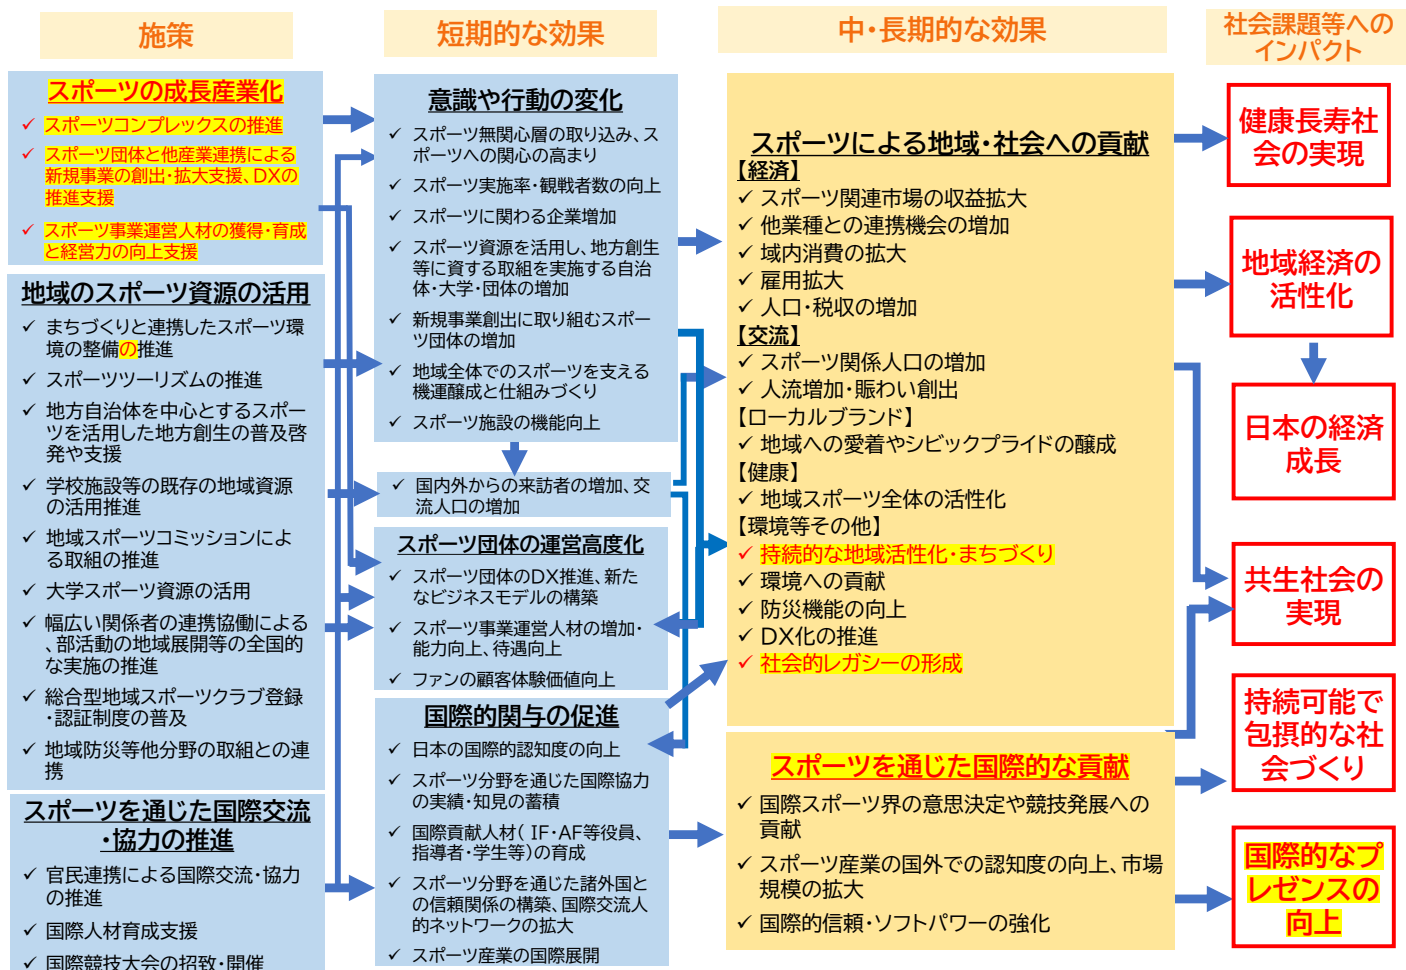 施策
スポーツの成長産業化
✓ スポーツコンプレックスの推進
✓ スポーツ団体と他産業連携による
新規事業の創出・拡大支援、DXの
推進支援
✓ スポーツ事業運営人材の獲得・育成
と経営力の向上支援
地域のスポーツ資源の活用
✓ まちづくりと連携したスポーツ環
境の整備の推進
✓ スポーツツーリズムの推進
✓ 地方自治体を中心とするスポー
ツを活用した地方創生の普及啓
発や支援
✓ 学校施設等の既存の地域資源
の活用推進
✓ 地域スポーツコミッションによ
る取組の推進
✓ 大学スポーツ資源の活用
✓ 幅広い関係者の連携協働による
、部活動の地域展開等の全国的
な実施の推進
✓ 総合型地域スポーツクラブ登録
・認証制度の普及
✓ 地域防災等他分野の取組との連
携
スポーツを通じた国際交流
・協力の推進
✓ 官民連携による国際交流・協力
の推進
✓ 国際人材育成支援
✓ 国際競技大会の招致・開催
短期的な効果
意識や行動の変化
✓ スポーツ無関心層の取り込み、ス
ポーツへの関心の高まり
✓ スポーツ実施率・観戦者数の向上
✓ スポーツに関わる企業増加
✓ スポーツ資源を活用し、地方創生
等に資する取組を実施する自治
体・大学・団体の増加
✓ 新規事業創出に取り組むスポー
ツ団体の増加
✓ 地域全体でのスポーツを支える
機運醸成と仕組みづくり
✓ スポーツ施設の機能向上
✓ 国内外からの来訪者の増加、交
流人口の増加
スポーツ団体の運営高度化
✓ スポーツ団体のDX推進、新た
なビジネスモデルの構築
✓ スポーツ事業運営人材の増加・
能力向上、待遇向上
✓ ファンの顧客体験価値向上
国際的関与の促進
✓ 日本の国際的認知度の向上
✓ スポーツ分野を通じた国際協力
の実績・知見の蓄積
✓ 国際貢献人材( IF・AF等役員、
指導者・学生等)の育成
✓ スポーツ分野を通じた諸外国と
の信頼関係の構築、国際交流人
的ネットワークの拡大
✓ スポーツ産業の国際展開
中・長期的な効果
スポーツによる地域・社会への貢献
【経済】
✓ スポーツ関連市場の収益拡大
✓ 他業種との連携機会の増加
✓ 域内消費の拡大
✓ 雇用拡大
✓ 人口・税収の増加
【交流】
✓ スポーツ関係人口の増加
✓ 人流増加・賑わい創出
【ローカルブランド】
✓ 地域への愛着やシビックプライドの醸成
【健康】
✓ 地域スポーツ全体の活性化
【環境等その他】
✓ 持続的な地域活性化・まちづくり
✓ 環境への貢献
✓ 防災機能の向上
✓ DX化の推進
✓ 社会的レガシーの形成
スポーツを通じた国際的な貢献
✓ 国際スポーツ界の意思決定や競技発展への
貢献
✓ スポーツ産業の国外での認知度の向上、市場
規模の拡大
✓ 国際的信頼・ソフトパワーの強化
社会課題等への
インパクト
健康長寿社
会の実現
地域経済の
活性化
日本の経済
成長
共生社会の
実現
持続可能で
包摂的な社
会づくり
国際的なプ
レゼンスの
向上